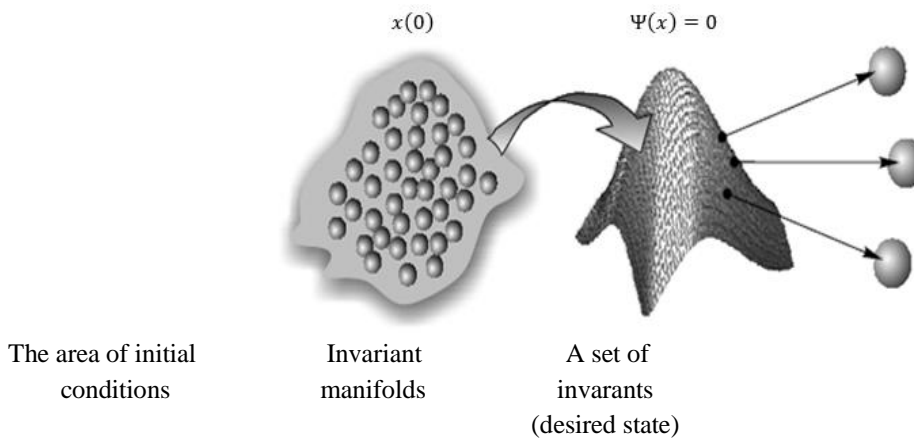 x(0)
Ψ(x) = 0
The area of initial
conditions
Invariant
manifolds
A set of
invarants
(desired state)